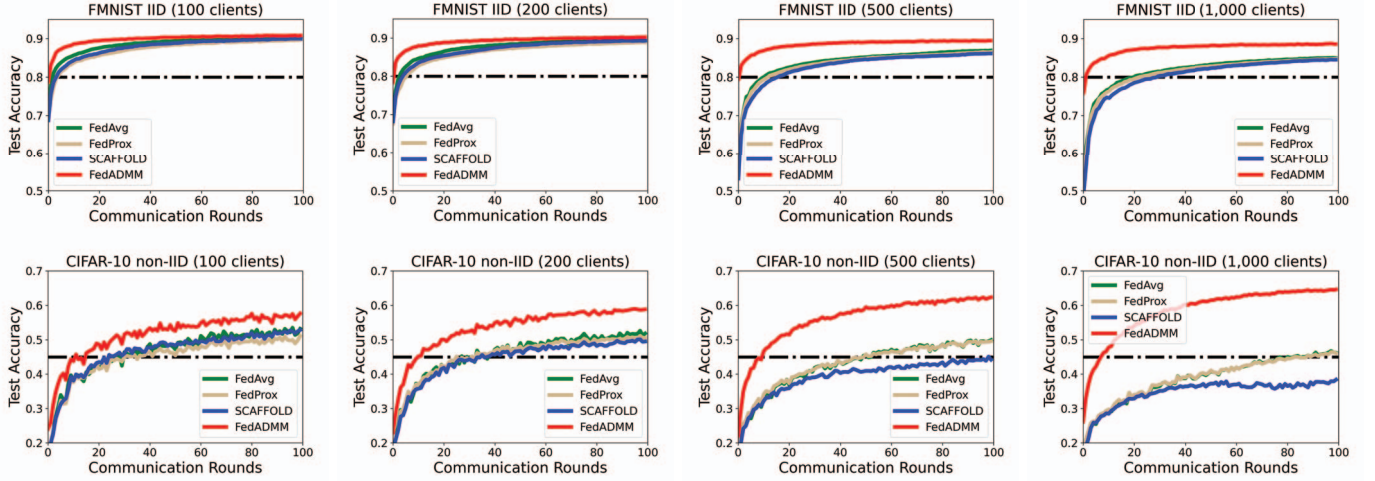 FMNIST IID (100 clients)
Test Accuracy
0.9
0.8
0.7
0.6
0.5
FedAvg
FedProx
SCAFFOLD
FedADMM
0 20 40 60 80 100
Communication Rounds
FMNIST IID (200 clients)
Test Accuracy
0.9
0.8
0.7
0.6
0.5
FedAvg
FedProx
SCAFFOLD
FedADMM
0 20 40 60 80 100
Communication Rounds
FMNIST IID (500 clients)
Test Accuracy
0.9
0.8
0.7
0.6
0.5
FedAvg
FedProx
SCAFFOLD
FedADMM
0 20 40 60 80 100
Communication Rounds
FMNIST IID (1,000 clients)
Test Accuracy
0.9
0.8
0.7
0.6
0.5
FedAvg
FedProx
SCAFFOLD
FedADMM
0 20 40 60 80 100
Communication Rounds
CIFAR-10 non-IID (100 clients)
Test Accuracy
0.7
0.6
0.5
0.4
0.3
0.2
FedAvg
FedProx
SCAFFOLD
FedADMM
0 20 40 60 80 100
Communication Rounds
CIFAR-10 non-IID (200 clients)
Test Accuracy
0.7
0.6
0.5
0.4
0.3
0.2
FedAvg
FedProx
SCAFFOLD
FedADMM
0 20 40 60 80 100
Communication Rounds
CIFAR-10 non-IID (500 clients)
Test Accuracy
0.7
0.6
0.5
0.4
0.3
0.2
FedAvg
FedProx
SCAFFOLD
FedADMM
0 20 40 60 80 100
Communication Rounds
CIFAR-10 non-IID (1,000 clients)
Test Accuracy
0.7
0.6
0.5
0.4
0.3
0.2
FedAvg
FedProx
SCAFFOLD
FedADMM
0 20 40 60 80 100
Communication Rounds